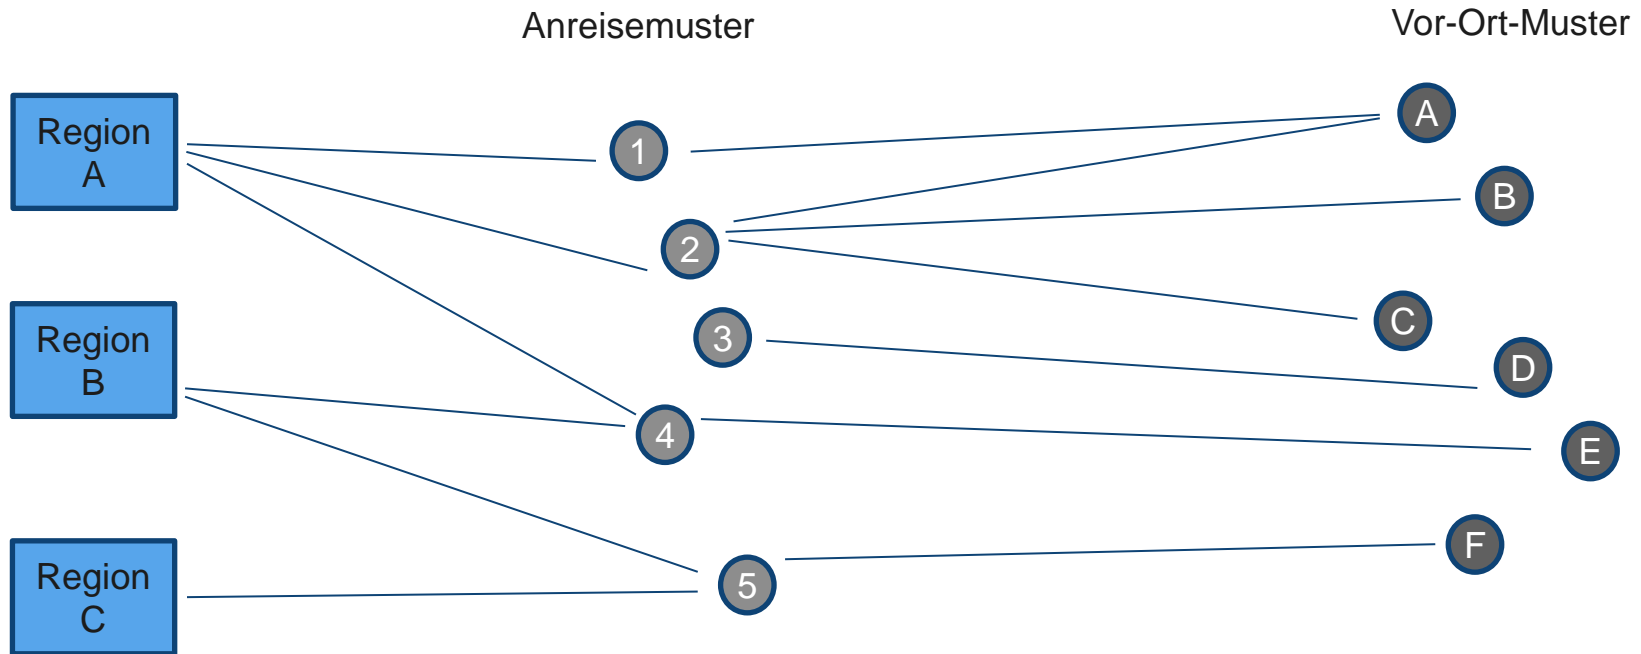 Anreisemuster
Vor-Ort-Muster
Region
A
1
A
B
2
Region
B
3
C
D
4
E
Region
C
5
F